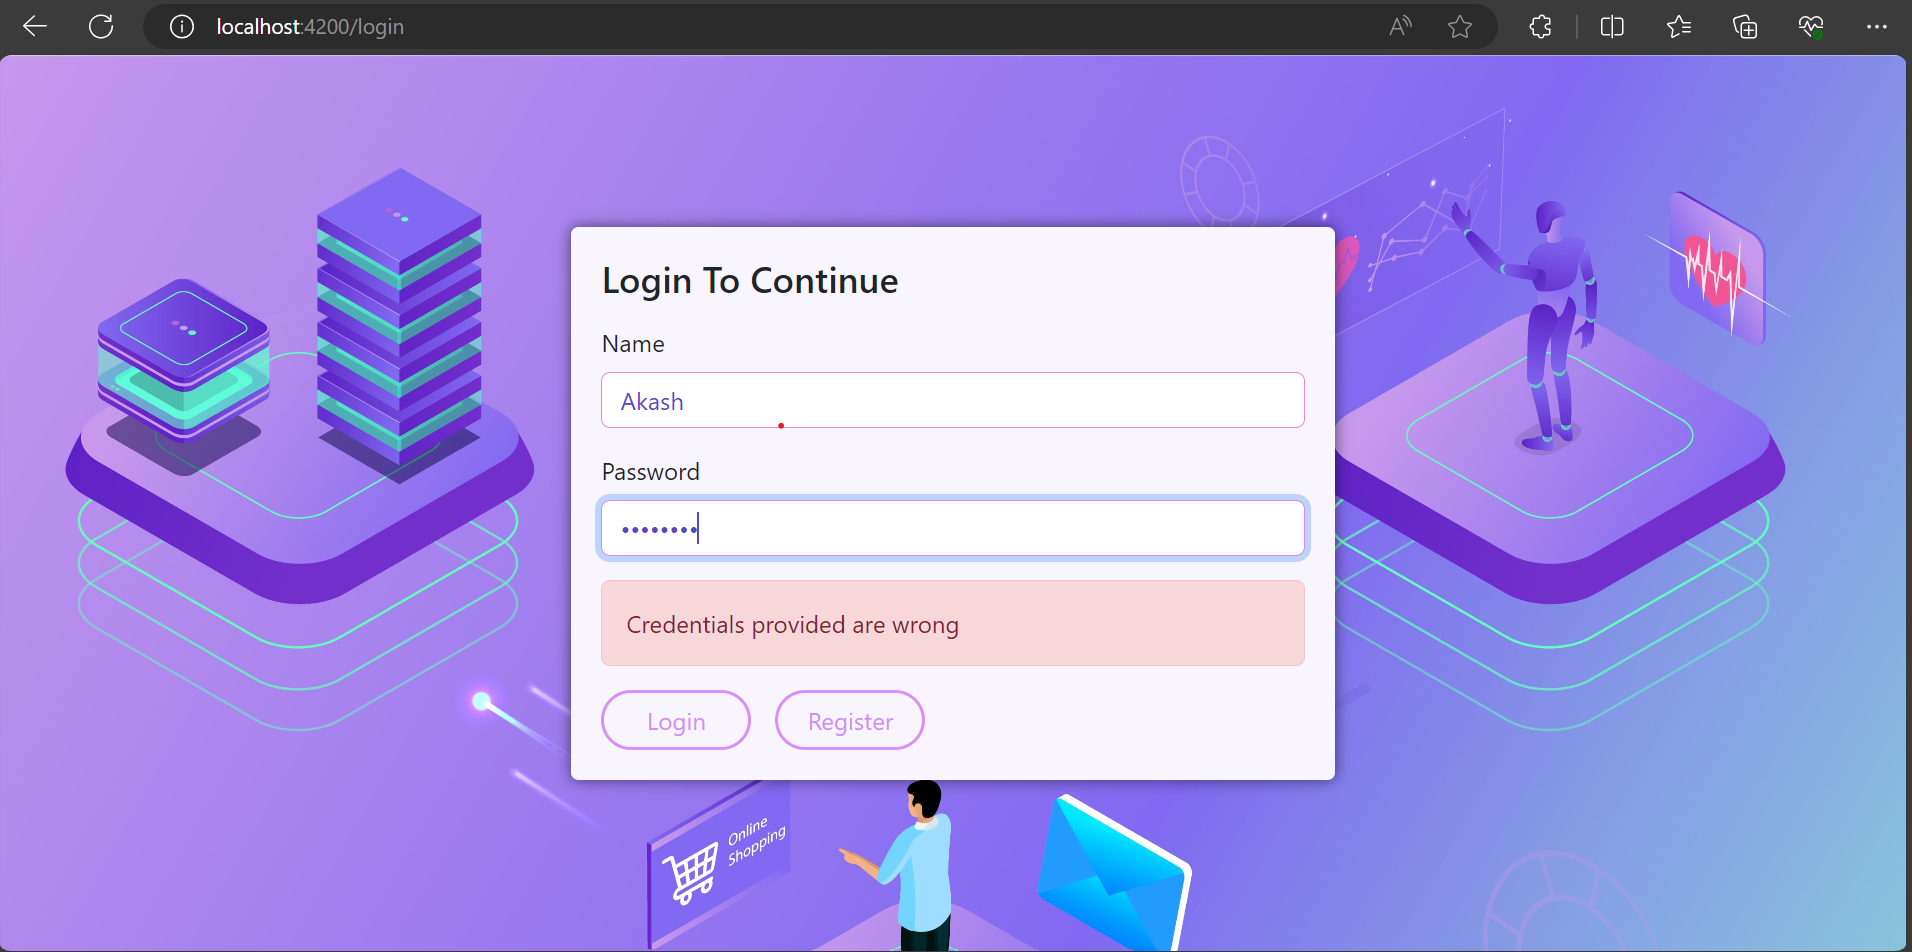 localhost:4200/login
Login To Continue
Name
Akash
Password
••••••••
Credentials provided are wrong
Login
Register
Online
Shopping